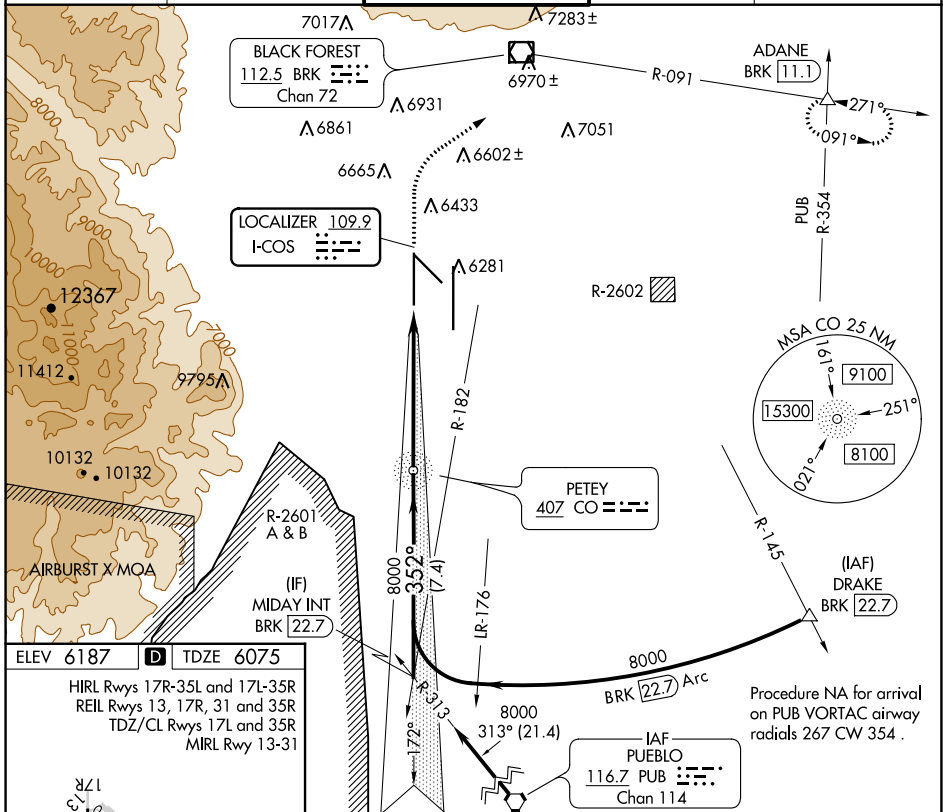 7017
7283±
BLACK FOREST
112.5 BRK
Chan 72
6970±
R-091
ADANE
BRK 11.1
271°
091°
8000
6931
6861
7051
6602±
6665
6433
PUB
R-354
9000
LOCALIZER 109.9
I-COS
6281
10000
R-2602
12367
11000
7000
MSA CO 25 NM
191°
9100
15300
251°
8100
021°
11412
9795
R-182
10132
10132
PETEY
407 CO
R-2601
A & B
AIRBURST X MOA
8000
352°
(7.4)
R-145
(IAF)
DRAKE
BRK 22.7
(IF)
MIDAY INT
BRK 22.7
LR-176
8000
BRK 22.7 Arc
R-313
172°
8000
313° (21.4)
Procedure NA for arrival
on PUB VORTAC airway
radials 267 CW 354 .
IAF
PUEBLO
116.7 PUB
Chan 114
ELEV 6187 D TDZE 6075
HIRL Rwys 17R-35L and 17L-35R
REIL Rwys 13, 17R, 31 and 35R
TDZ/CL Rwys 17L and 35R
MIRL Rwy 13-31
17R
13